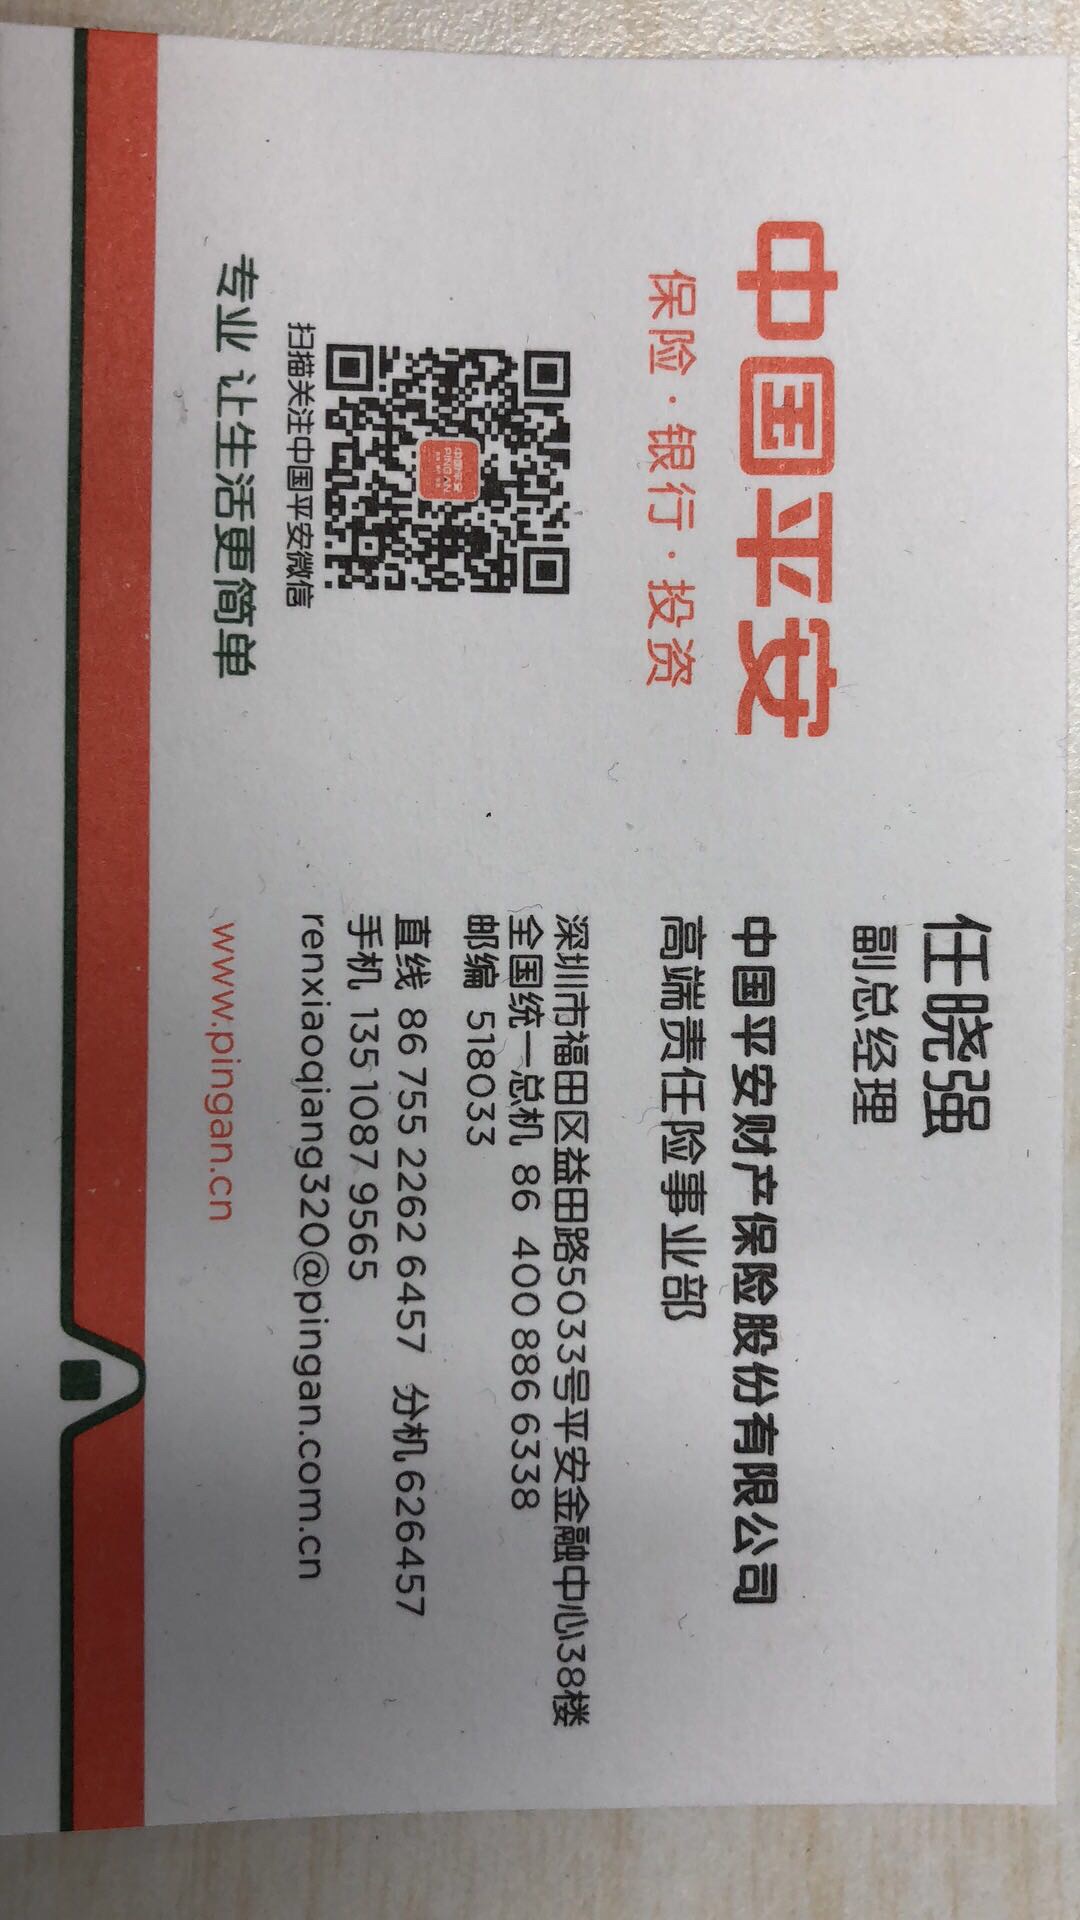 中国平安
保险·银行·投资
扫描关注中国平安微信
专业 让生活更简单
任晓强
副总经理
中国平安财产保险股份有限公司
高端责任险事业部
深圳市福田区益田路5033号平安金融中心38楼
全国统一总机 86 400 886 6338
邮编 518033
直线 86 755 2262 6457 分机 626457
手机 135 1087 9565
renxiaoqiang320@pingan.com.cn
www.pingan.cn